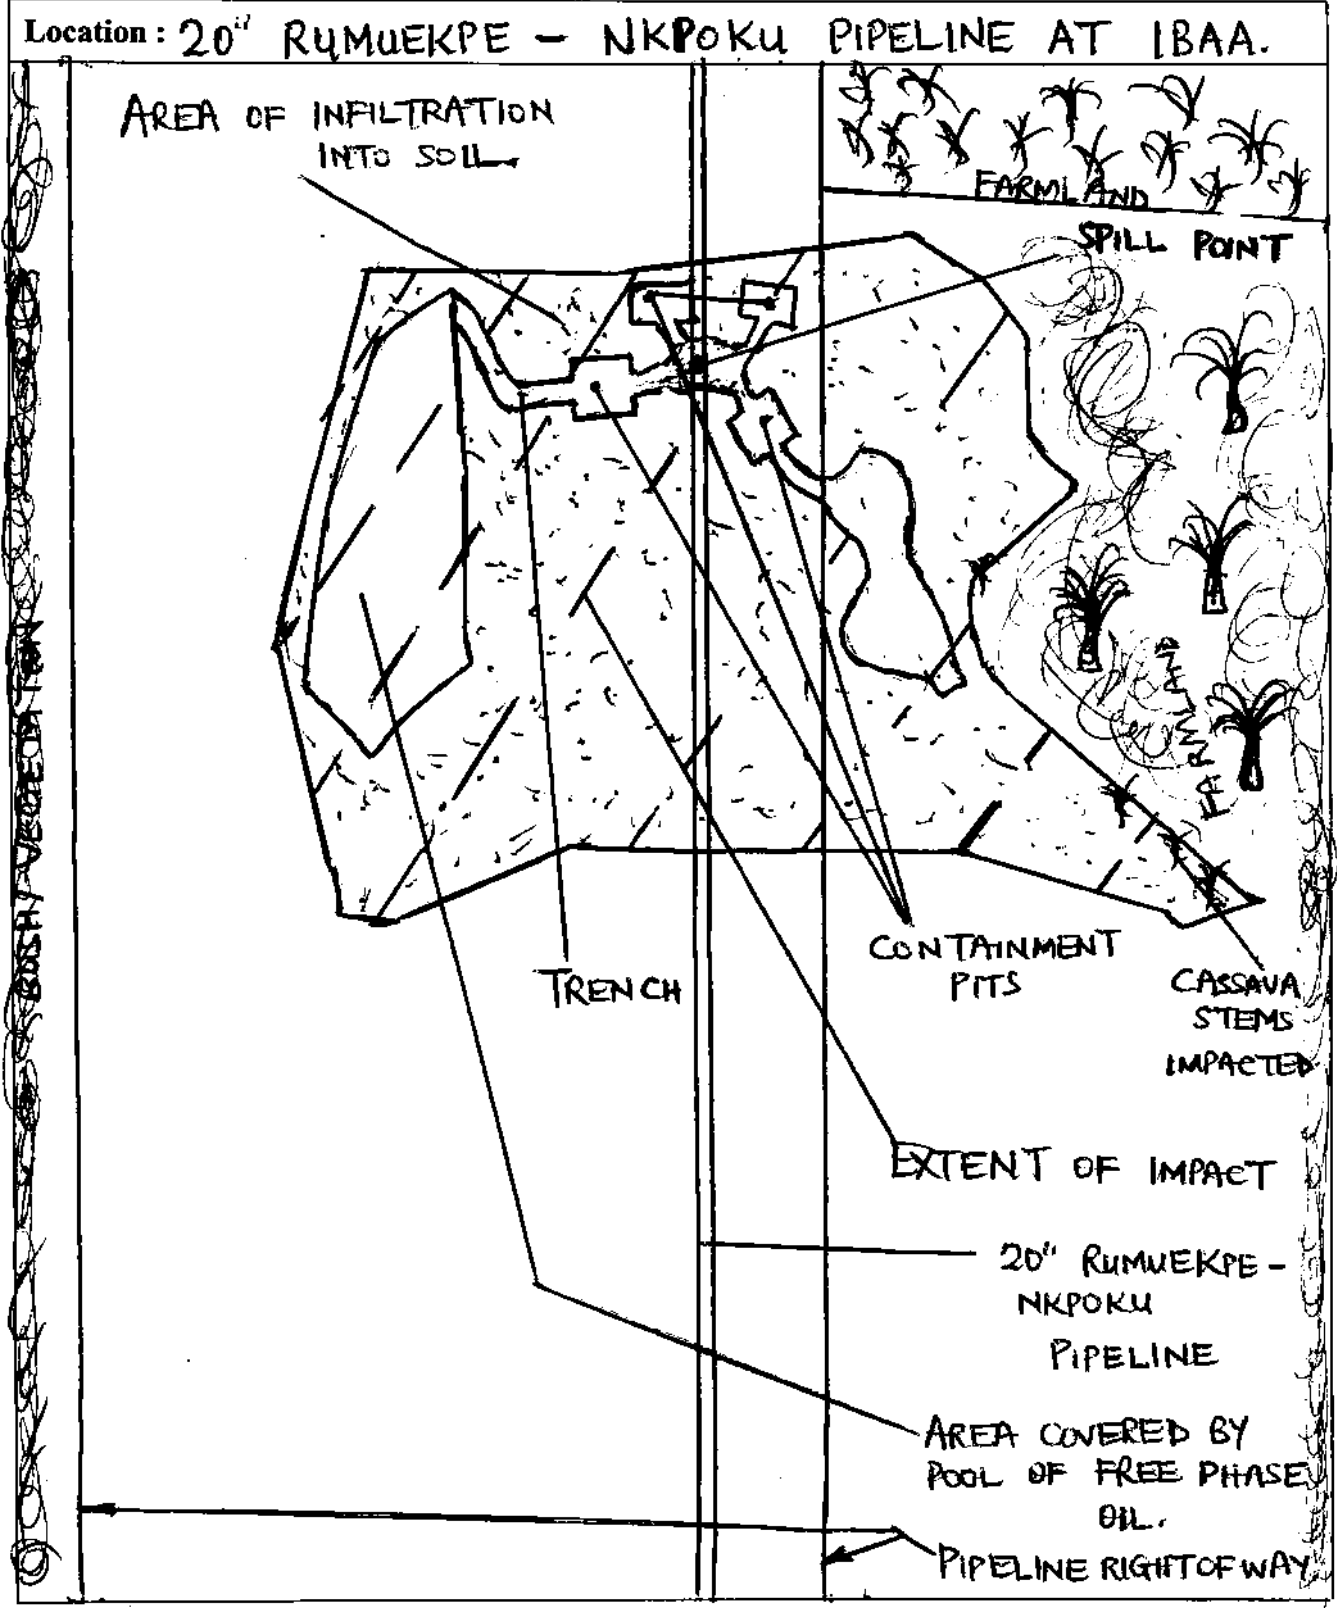 Location : 20" RUMUEKPE - NKPOKU PIPELINE AT IBAA.
AREA OF INFILTRATION
INTO SOIL.
FARMLAND
SPILL POINT
BUSHY VEGETATION
FARMLAND
TRENCH
CONTAINMENT
PITS
CASSAVA
STEMS
IMPACTED
EXTENT OF IMPACT
20" RUMUEKPE -
NKPOKU
PIPELINE
AREA COVERED BY
POOL OF FREE PHASE
OIL.
PIPELINE RIGHT OF WAY